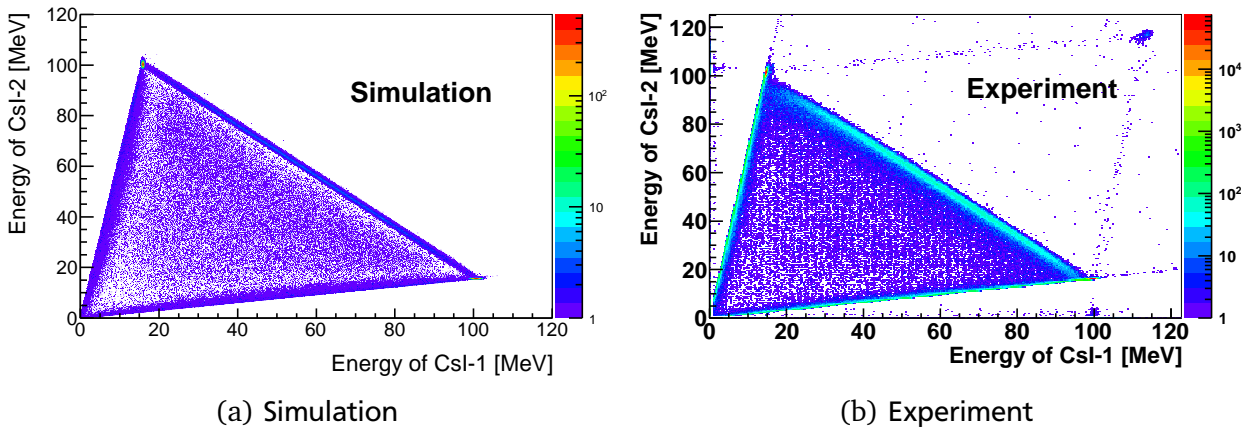 Energy of CsI-2 [MeV]
120
100
80
60
40
20
0
Simulation
0 20 40 60 80 100 120
Energy of CsI-1 [MeV]
10²
10
1
(a) Simulation
Energy of CsI-2 [MeV]
120
100
80
60
40
20
0
Experiment
0 20 40 60 80 100 120
Energy of CsI-1 [MeV]
10⁴
10³
10²
10
1
(b) Experiment